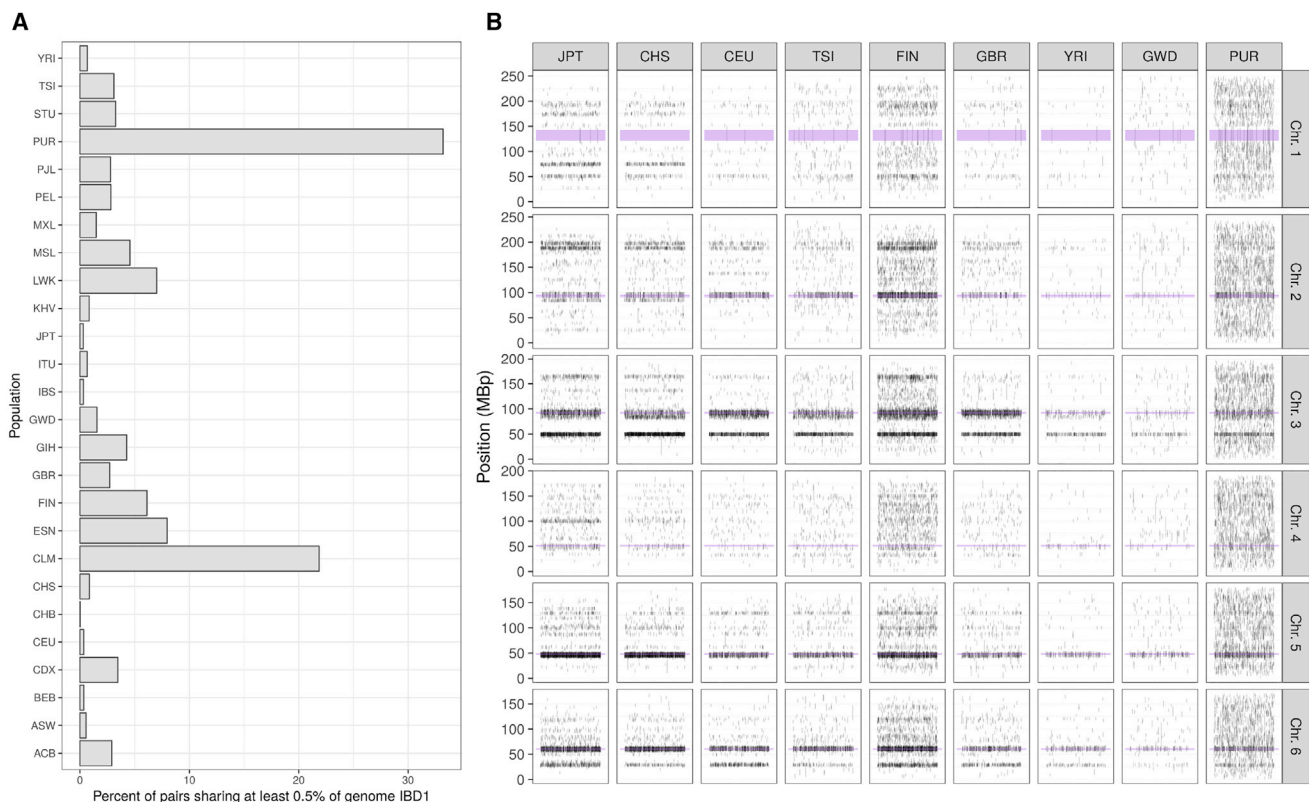 A
Population
YRI
TSI
STU
PUR
PJL
PEL
MXL
MSL
LWK
KHV
JPT
ITU
IBS
GWD
GIH
GBR
FIN
ESN
CLM
CHS
CHB
CEU
CDX
BEB
ASW
ACB
0 10 20 30
Percent of pairs sharing at least 0.5% of genome IBD1
B
JPT CHS CEU TSI FIN GBR YRI GWD PUR
Position (MBp)
250
200
150
100
50
0
Chr. 1
250
200
150
100
50
0
Chr. 2
200
150
100
50
0
Chr. 3
200
150
100
50
0
Chr. 4
150
100
50
0
Chr. 5
150
100
50
0
Chr. 6